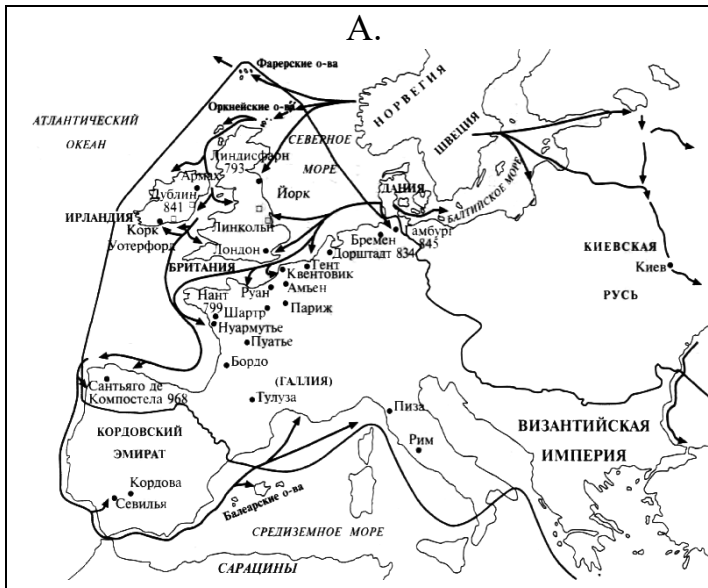 А.
Фарерские о-ва
Оркнейские о-ва
НОРВЕГИЯ
АТЛАНТИЧЕСКИЙ
ОКЕАН
СЕВЕРНОЕ
МОРЕ
ШВЕЦИЯ
Линдисфарн
793
Армах
Дублин
841
Йорк
ДАНИЯ
БАЛТИЙСКОЕ МОРЕ
ИРЛАНДИЯ
Корк
Уотерфорд
Линкольн
Гамбург
845
Бремен
Дорштадт 834
КИЕВСКАЯ
Киев
РУСЬ
Лондон
БРИТАНИЯ
Гент
Квентовик
Руан
Амьен
Нант
799
Шартр
Париж
Нуармутье
Пуатье
Бордо
(ГАЛЛИЯ)
Сантьяго де
Компостела 968
Тулуза
Пиза
ВИЗАНТИЙСКАЯ
ИМПЕРИЯ
КОРДОВСКИЙ
ЭМИРАТ
Рим
Кордова
Севилья
Балеарские о-ва
СРЕДИЗЕМНОЕ МОРЕ
САРАЦИНЫ